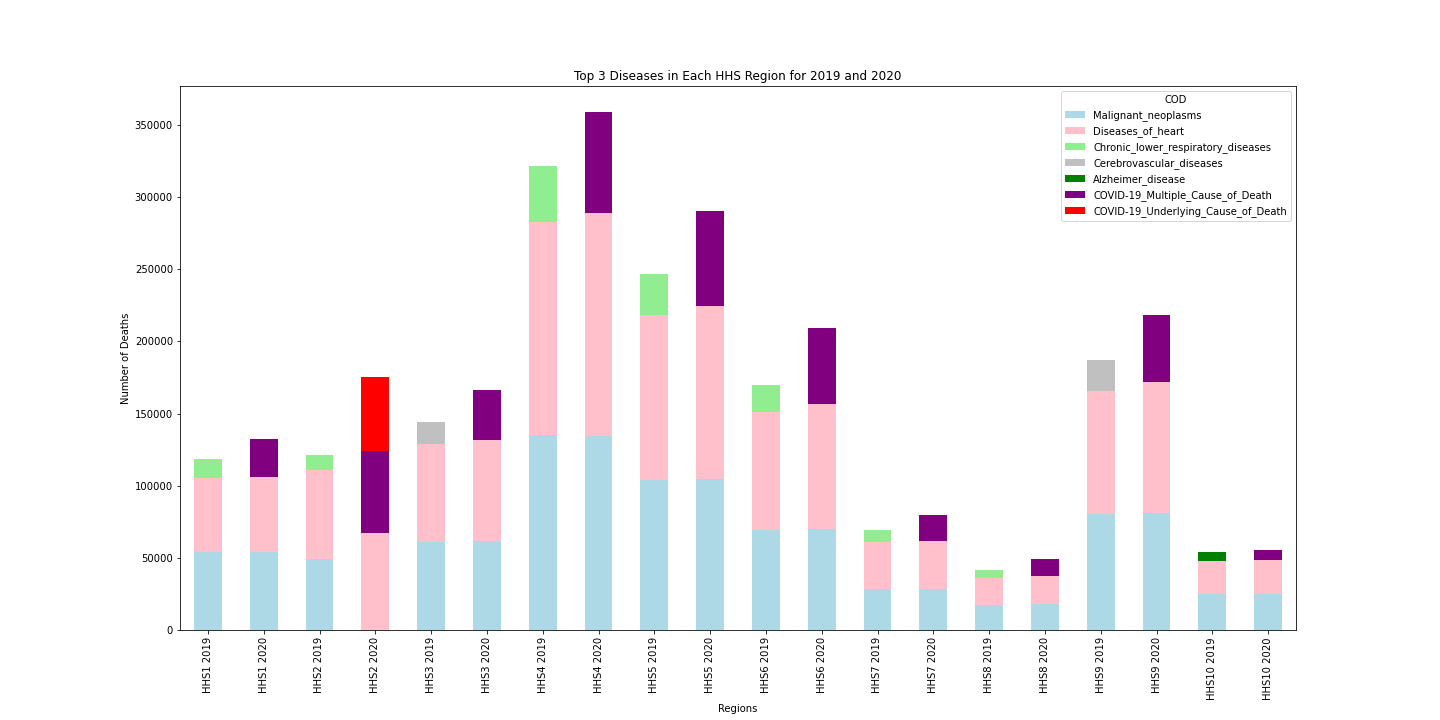 Top 3 Diseases in Each HHS Region for 2019 and 2020
COD
Malignant_neoplasms
Diseases_of_heart
Chronic_lower_respiratory_diseases
Cerebrovascular_diseases
Alzheimer_disease
COVID-19_Multiple_Cause_of_Death
COVID-19_Underlying_Cause_of_Death
Number of Deaths
350000
300000
250000
200000
150000
100000
50000
0
HHS1 2019
HHS1 2020
HHS2 2019
HHS2 2020
HHS3 2019
HHS3 2020
HHS4 2019
HHS4 2020
HHS5 2019
HHS5 2020
HHS6 2019
HHS6 2020
HHS7 2019
HHS7 2020
HHS8 2019
HHS8 2020
HHS9 2019
HHS9 2020
HHS10 2019
HHS10 2020
Regions